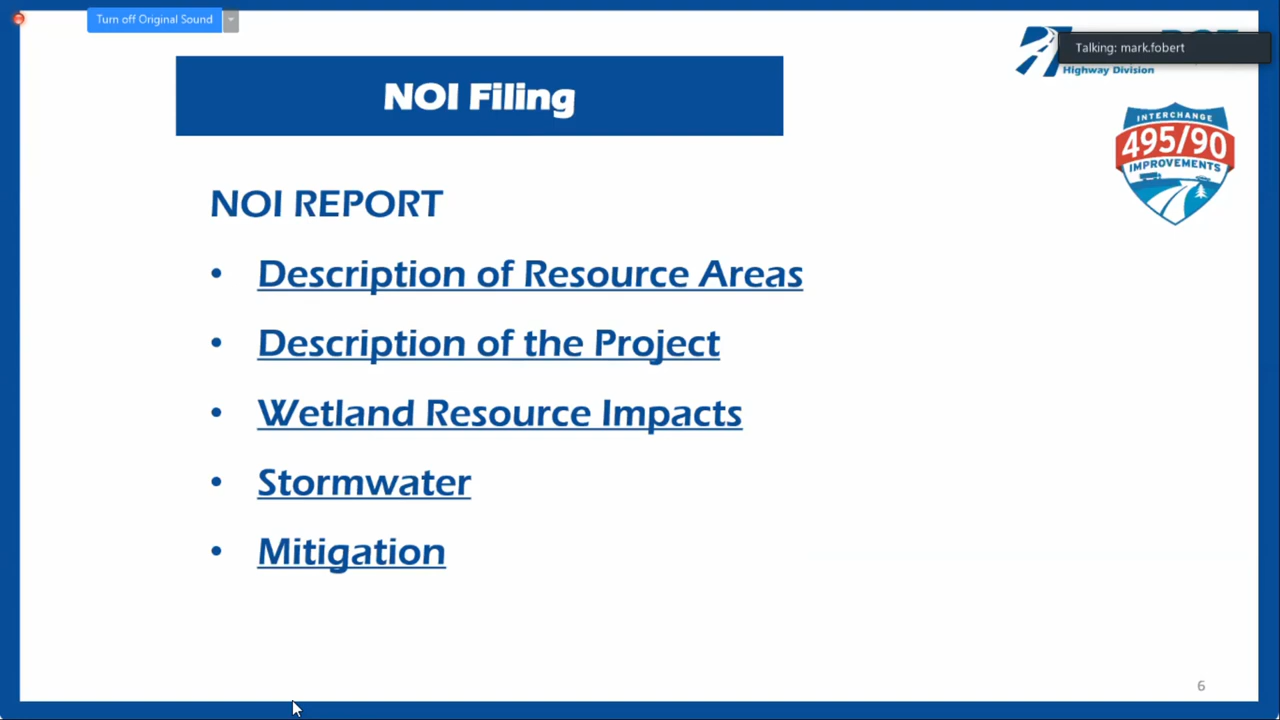 Turn off Original Sound
Talking: mark.fobert
Highway Division
NOI Filing
INTERCHANGE
495/90
IMPROVEMENTS
NOI REPORT
• Description of Resource Areas
• Description of the Project
• Wetland Resource Impacts
• Stormwater
• Mitigation
6